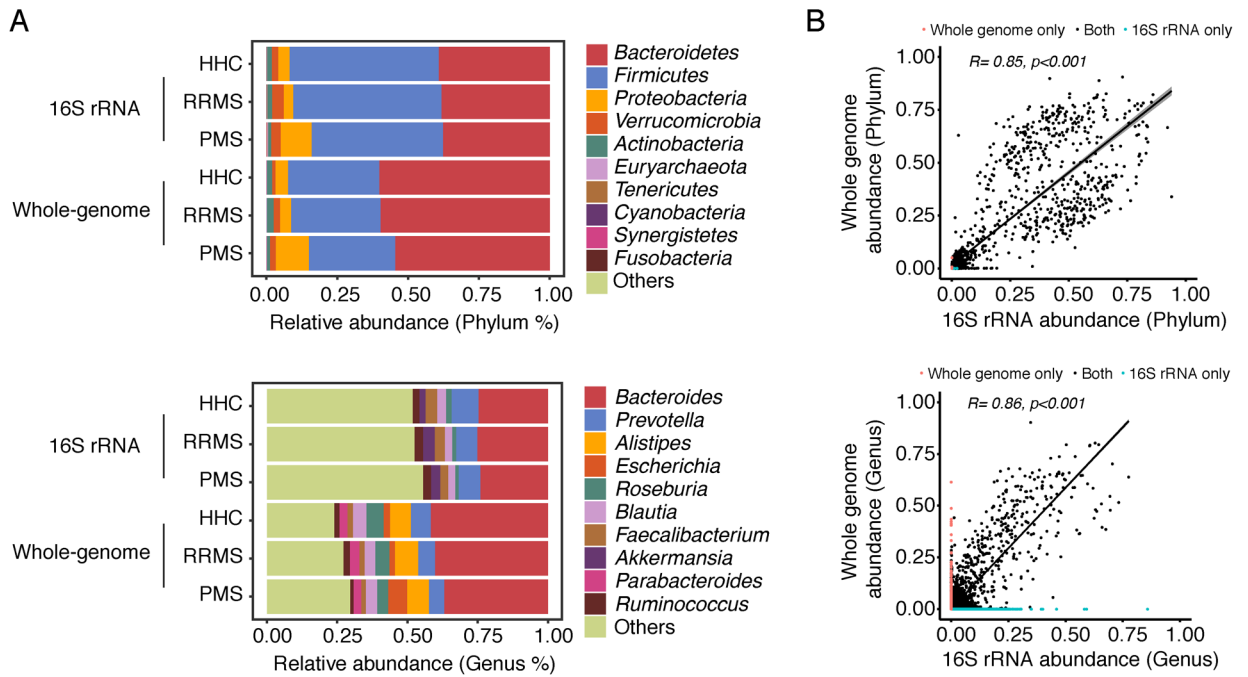 A
16S rRNA
HHC
RRMS
PMS
Whole-genome
HHC
RRMS
PMS
0.00 0.25 0.50 0.75 1.00
Relative abundance (Phylum %)
Bacteroidetes
Firmicutes
Proteobacteria
Verrucomicrobia
Actinobacteria
Euryarchaeota
Tenericutes
Cyanobacteria
Synergistetes
Fusobacteria
Others
16S rRNA
HHC
RRMS
PMS
Whole-genome
HHC
RRMS
PMS
0.00 0.25 0.50 0.75 1.00
Relative abundance (Genus %)
Bacteroides
Prevotella
Alistipes
Escherichia
Roseburia
Blautia
Faecalibacterium
Akkermansia
Parabacteroides
Ruminococcus
Others
B
Whole genome only Both 16S rRNA only
R= 0.85, p<0.001
Whole genome
abundance (Phylum)
1.00
0.75
0.50
0.25
0.00
0.00 0.25 0.50 0.75 1.00
16S rRNA abundance (Phylum)
Whole genome only Both 16S rRNA only
R= 0.86, p<0.001
Whole genome
abundance (Genus)
1.00
0.75
0.50
0.25
0.00
0.00 0.25 0.50 0.75 1.00
16S rRNA abundance (Genus)